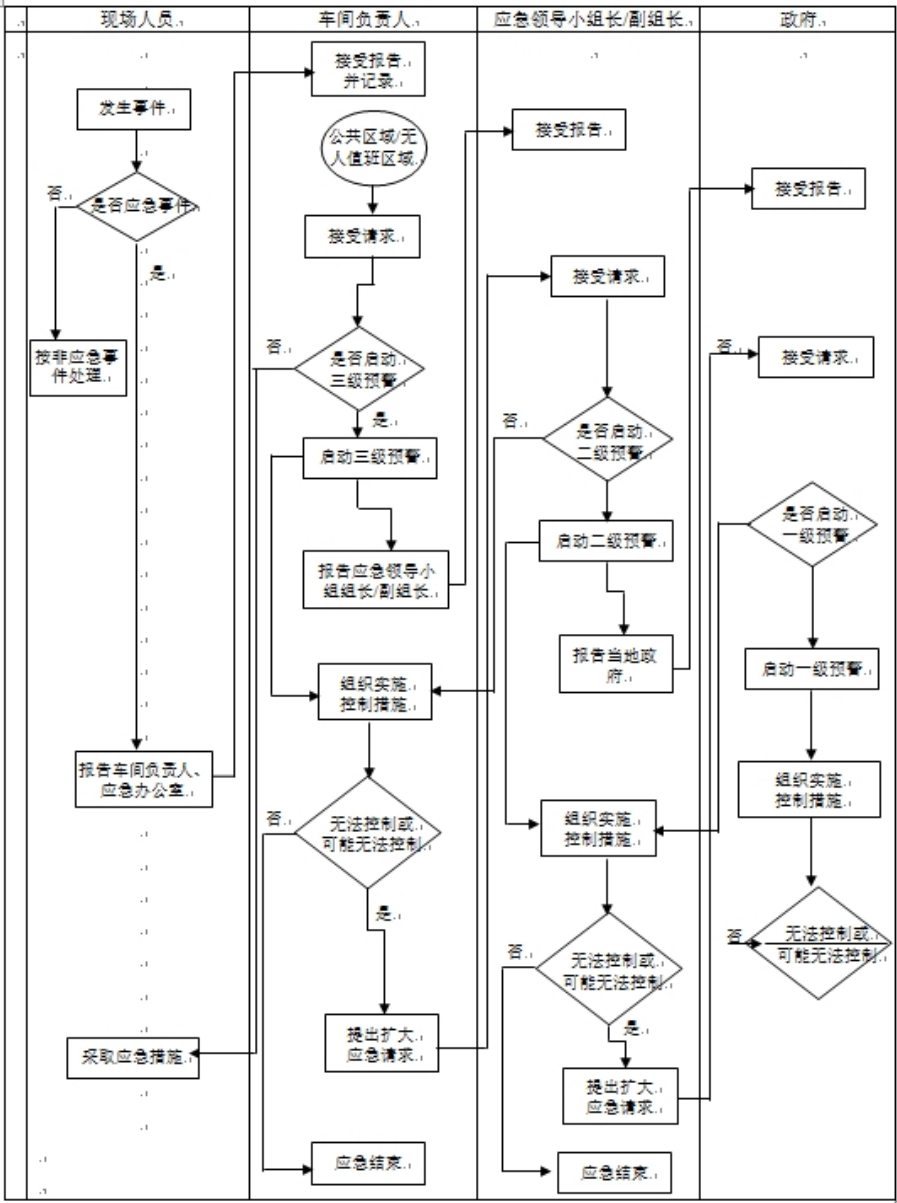 现场人员
车间负责人
应急领导小组长/副组长
政府
发生事件
否
是否应急事件
是
按非应急事
件处理
报告车间负责人、
应急办公室
采取应急措施
接受报告
并记录
公共区域/无
人值班区域
接受请求
否
是否启动
三级预警
是
启动三级预警
报告应急领导小
组组长/副组长
组织实施
控制措施
否
无法控制或
可能无法控制
是
提出扩大
应急请求
应急结束
接受报告
接受请求
否
是否启动
二级预警
启动二级预警
报告当地政
府
组织实施
控制措施
否
无法控制或
可能无法控制
是
提出扩大
应急请求
应急结束
接受报告
否
接受请求
是否启动
一级预警
启动一级预警
组织实施
控制措施
否
无法控制或
可能无法控制